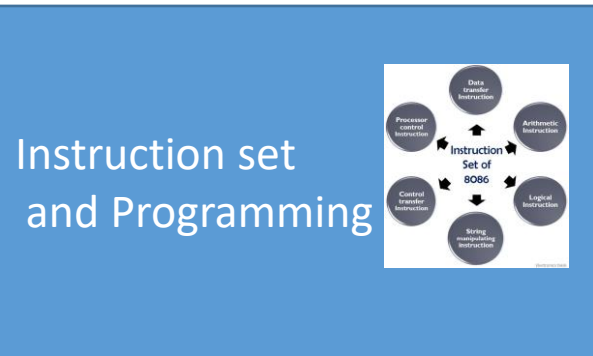 Instruction set
and Programming
Data
transfer
Instruction
Processor
control
Instruction
Arithmetic
Instruction
Instruction
Set of
8086
Control
transfer
Instruction
Logical
Instruction
String
manipulating
instruction